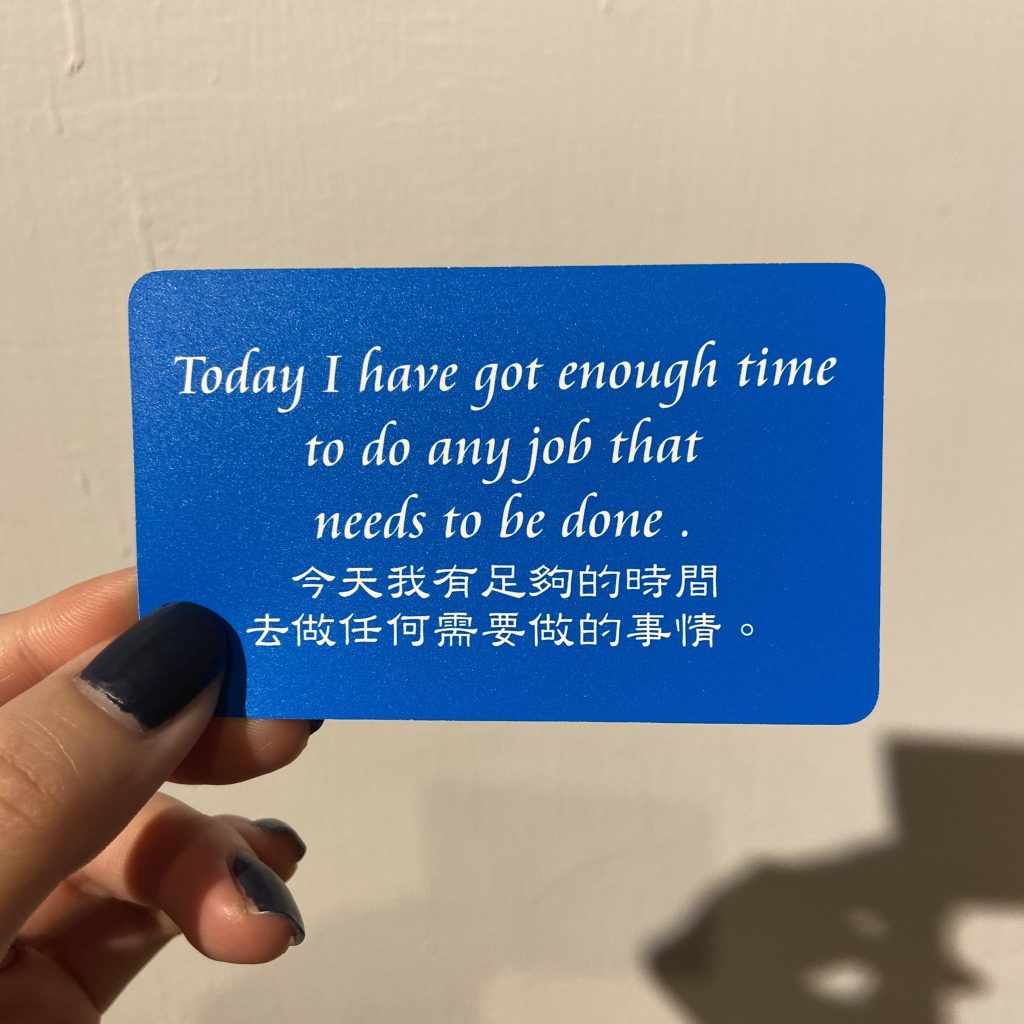 Today I have got enough time
to do any job that
needs to be done .
今天我有足夠的時間
去做任何需要做的事情。